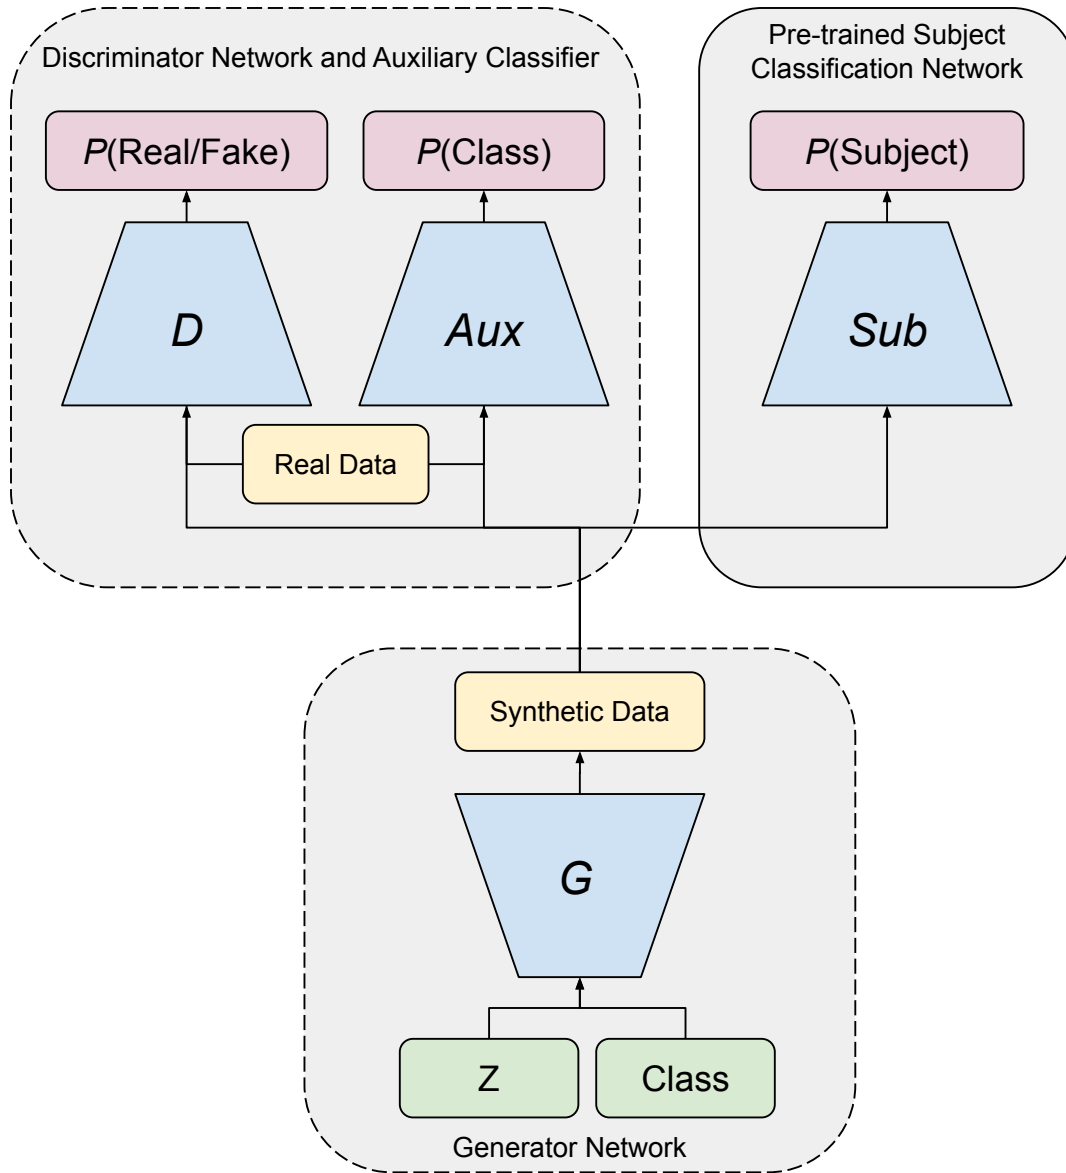 Discriminator Network and Auxiliary Classifier
Pre-trained Subject
Classification Network
P(Real/Fake)
P(Class)
P(Subject)
D
Aux
Sub
Real Data
Synthetic Data
G
Z
Class
Generator Network